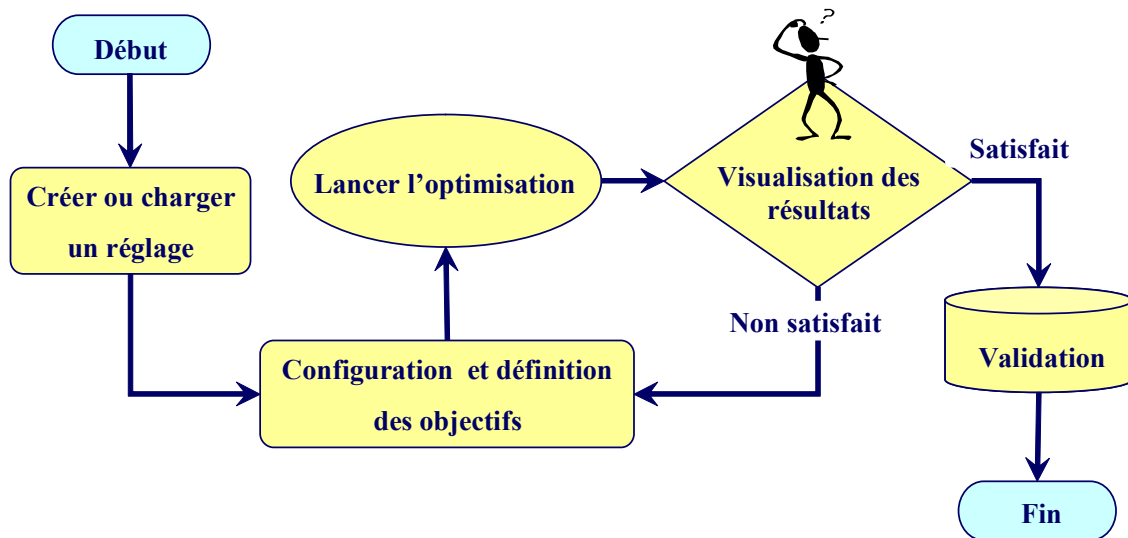 Début
Créer ou charger
un réglage
Configuration et définition
des objectifs
Lancer l’optimisation
?
Visualisation des
résultats
Satisfait
Non satisfait
Validation
Fin